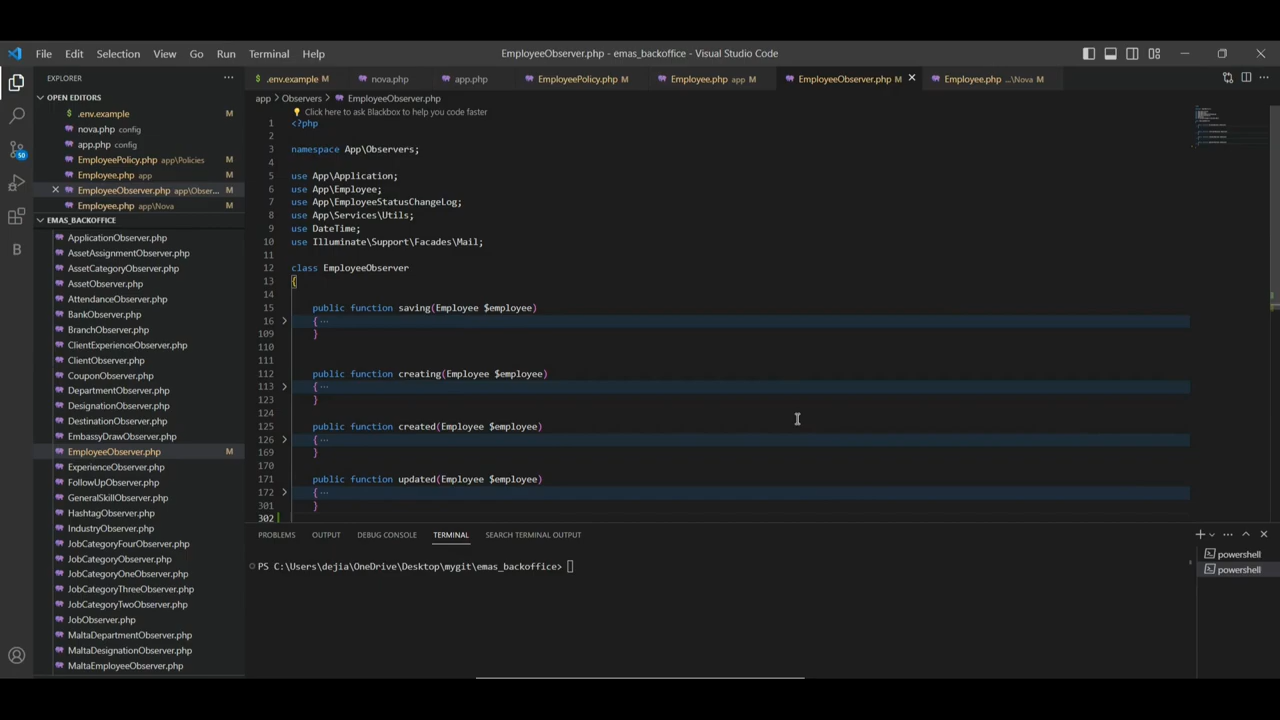 File Edit Selection View Go Run Terminal Help
EmployeeObserver.php - emas_backoffice - Visual Studio Code
EXPLORER
OPEN EDITORS
.env.example M
nova.php config
app.php config
EmployeePolicy.php app\Policies M
Employee.php app M
EmployeeObserver.php app\Obser... M
Employee.php app\Nova M
EMAS_BACKOFFICE
ApplicationObserver.php
AssetAssignmentObserver.php
AssetCategoryObserver.php
AssetObserver.php
AttendanceObserver.php
BankObserver.php
BranchObserver.php
ClientExperienceObserver.php
ClientObserver.php
CouponObserver.php
DepartmentObserver.php
DesignationObserver.php
DestinationObserver.php
EmbassyDrawObserver.php
EmployeeObserver.php M
ExperienceObserver.php
FollowUpObserver.php
GeneralSkillObserver.php
HashtagObserver.php
IndustryObserver.php
JobCategoryFourObserver.php
JobCategoryObserver.php
JobCategoryOneObserver.php
JobCategoryThreeObserver.php
JobCategoryTwoObserver.php
JobObserver.php
MaltaDepartmentObserver.php
MaltaDesignationObserver.php
MaltaEmployeeObserver.php
50
B
.env.example M nova.php app.php EmployeePolicy.php M Employee.php app M EmployeeObserver.php M Employee.php ...\Nova M
app > Observers > EmployeeObserver.php
Click here to ask Blackbox to help you code faster
1 <?php
2
3 namespace App\Observers;
4
5 use App\Application;
6 use App\Employee;
7 use App\EmployeeStatusChangeLog;
8 use App\Services\Utils;
9 use DateTime;
10 use Illuminate\Support\Facades\Mail;
11
12 class EmployeeObserver
13 {
14
15 public function saving(Employee $employee)
16 { ...
109 }
110
111
112 public function creating(Employee $employee)
113 { ...
123 }
124
125 public function created(Employee $employee)
126 { ...
169 }
170
171 public function updated(Employee $employee)
172 { ...
301 }
302
PROBLEMS OUTPUT DEBUG CONSOLE TERMINAL SEARCH TERMINAL OUTPUT
PS C:\Users\dejia\OneDrive\Desktop\mygit\emas_backoffice>
powershell
powershell